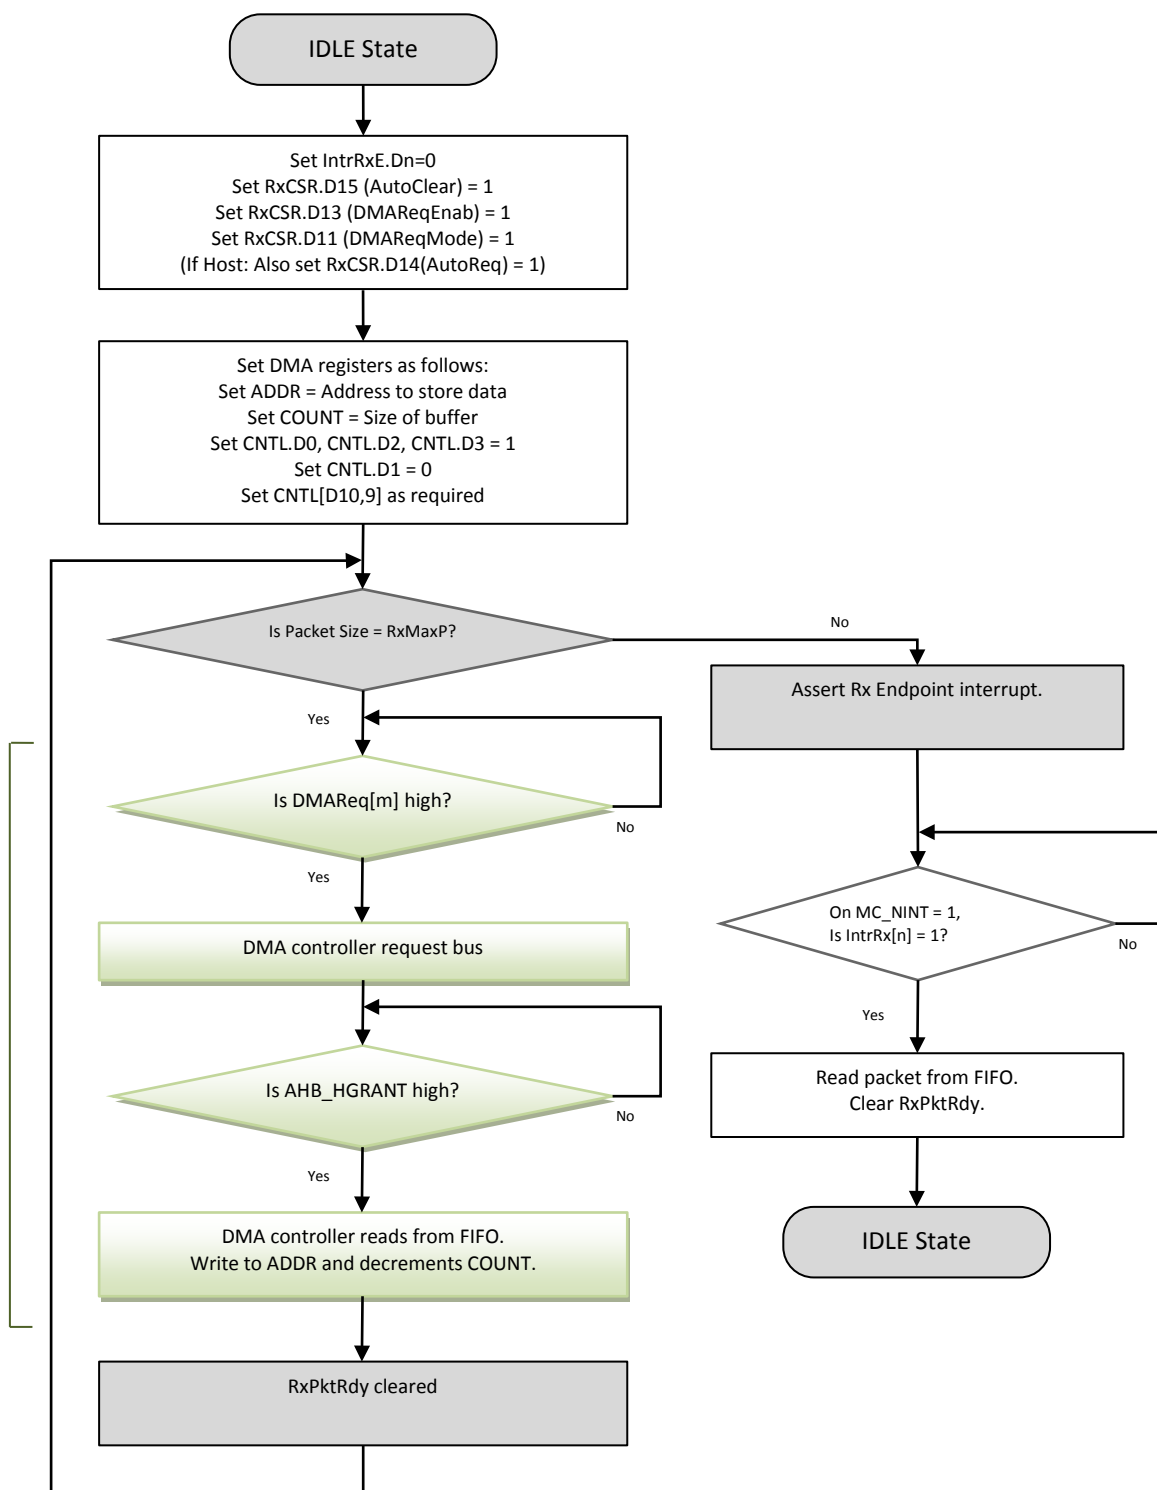 IDLE State
Set IntrRxE.Dn=0
Set RxCSR.D15 (AutoClear) = 1
Set RxCSR.D13 (DMAReqEnab) = 1
Set RxCSR.D11 (DMAReqMode) = 1
(If Host: Also set RxCSR.D14(AutoReq) = 1)
Set DMA registers as follows:
Set ADDR = Address to store data
Set COUNT = Size of buffer
Set CNTL.D0, CNTL.D2, CNTL.D3 = 1
Set CNTL.D1 = 0
Set CNTL[D10,9] as required
Is Packet Size = RxMaxP?
No
Yes
Is DMAReq[m] high?
No
Yes
DMA controller request bus
Is AHB_HGRANT high?
No
Yes
DMA controller reads from FIFO.
Write to ADDR and decrements COUNT.
RxPktRdy cleared
Assert Rx Endpoint interrupt.
On MC_NINT = 1,
Is IntrRx[n] = 1?
No
Yes
Read packet from FIFO.
Clear RxPktRdy.
IDLE State